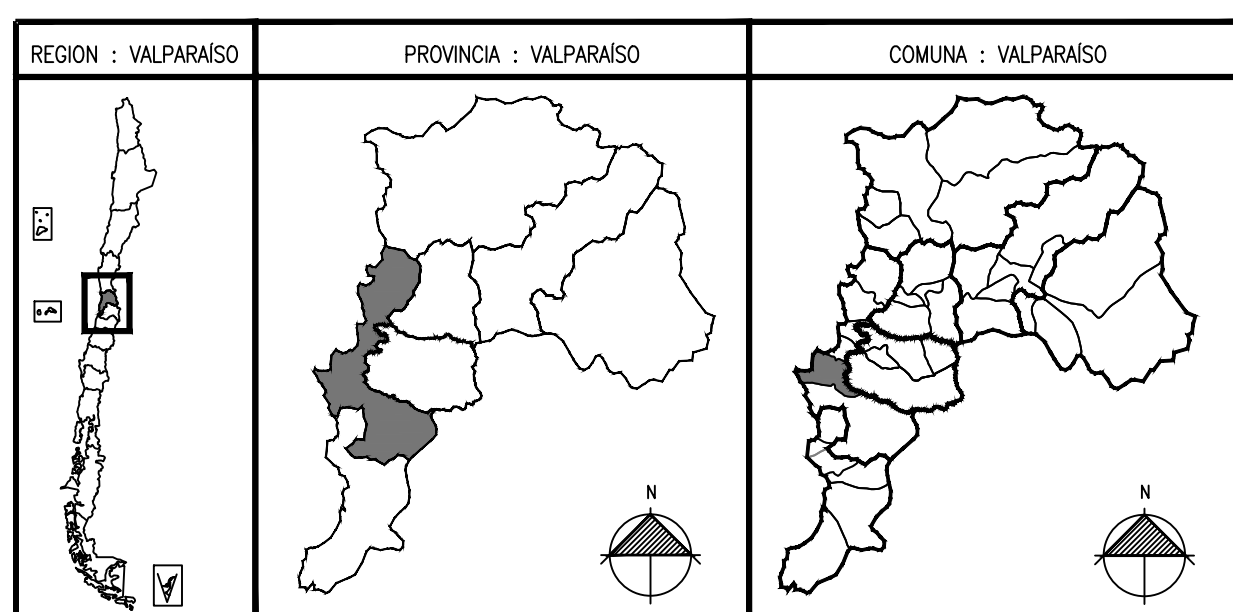 REGION : VALPARAÍSO
PROVINCIA : VALPARAÍSO
COMUNA : VALPARAÍSO
N
N